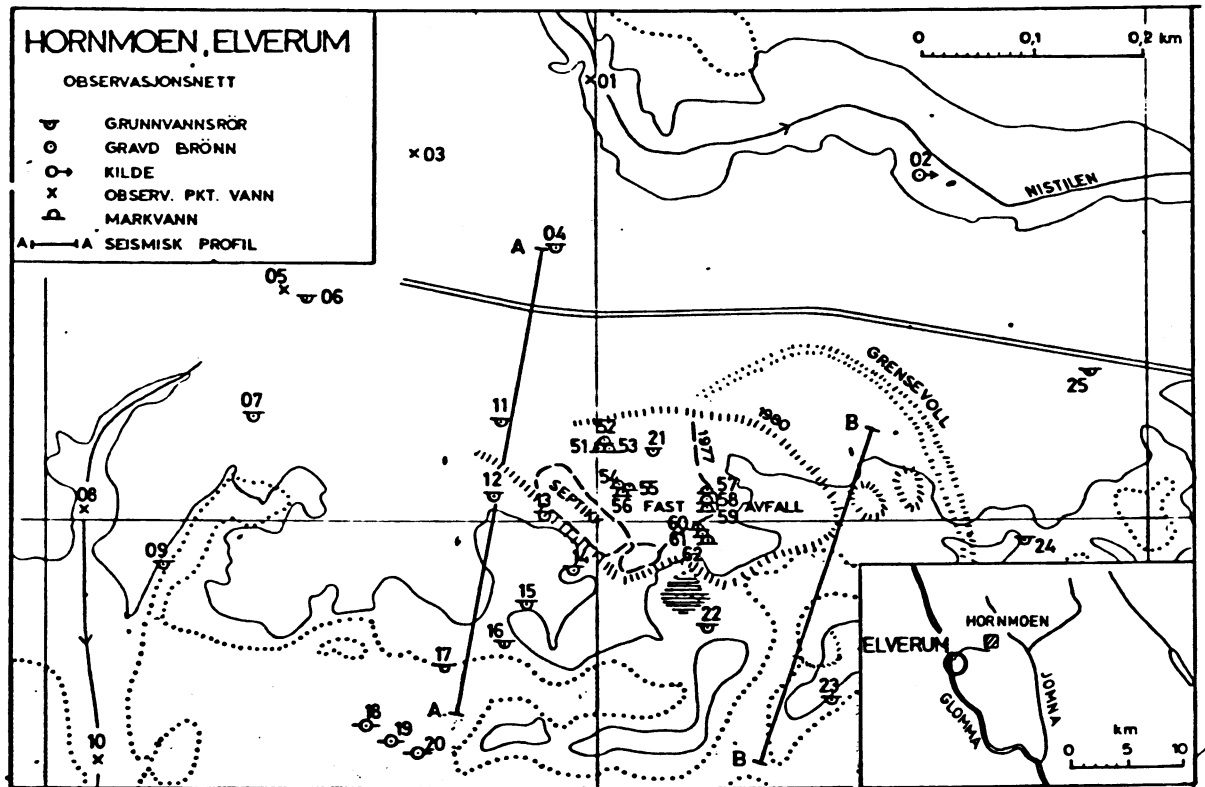 HORNMOEN, ELVERUM
OBSERVASJONSNETT
GRUNNVANNSRÖR
GRAVD BRÖNN
KILDE
OBSERV. PKT. VANN
MARKVANN
A A SEISMISK PROFIL
0 0,1 0,2 km
01
03
02
NISTILEN
A 04
05
06
GRENSEVOLL
25
07
11
1980
B
52
51 53 21
1977
12
13
SEPTIKK
54
55
56
57
58
59
FAST AVFALL
60
61
62
08
09
14
24
15
16
22
17
23
A
18
19
20
10
B
HORNMOEN
ELVERUM
JOMNA
GLOMMA
km
0 5 10